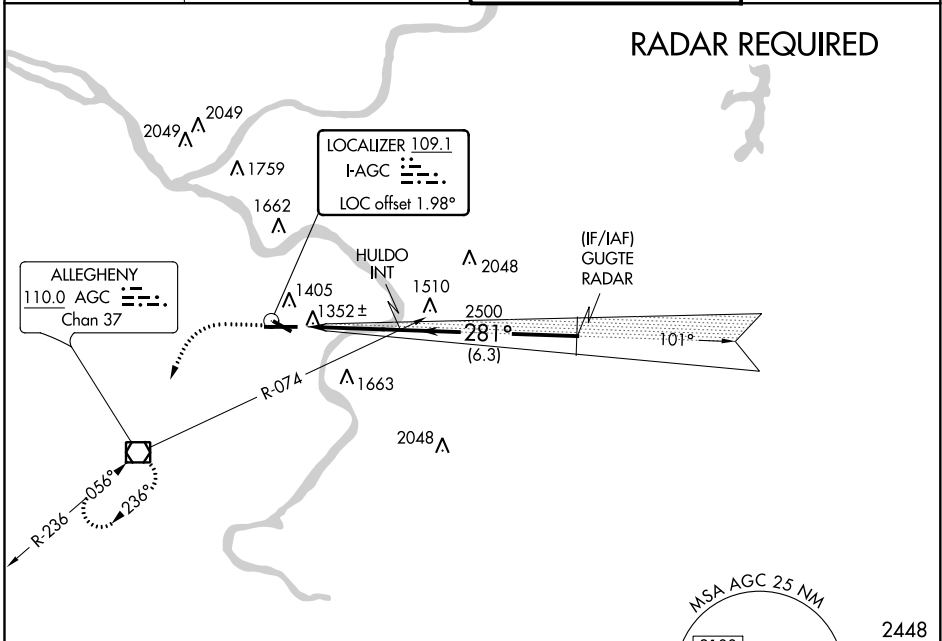 RADAR REQUIRED
2049
2049
1759
LOCALIZER 109.1
I-AGC
LOC offset 1.98°
1662
HULDO
INT
2048
(IF/IAF)
GUGTE
RADAR
ALLEGHENY
110.0 AGC
Chan 37
1405
1352 ±
1510
2500
281°
(6.3)
101°
R-074
1663
2048
R-236
056°
236°
MSA AGC 25 NM
2448